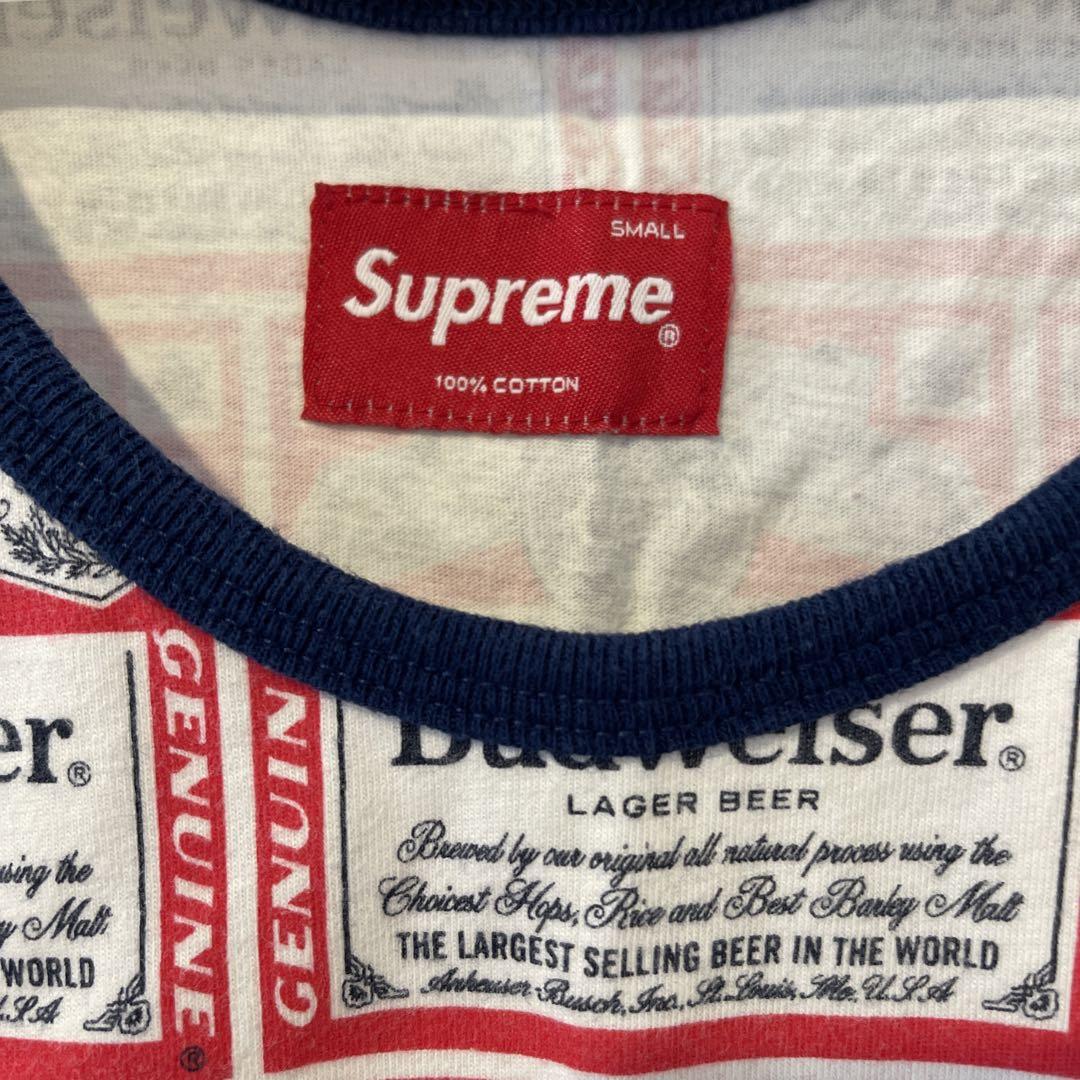 SMALL
Supreme®
100% COTTON
er®
using the
Malt
WORLD
U.S.A
GENUINE®
GENUIN
Budweiser®
LAGER BEER
Brewed by our original all natural process using the
Choicest Hops, Rice and Best Barley Malt
THE LARGEST SELLING BEER IN THE WORLD
Anheuser-Busch, Inc. St. Louis, Mo. U.S.A